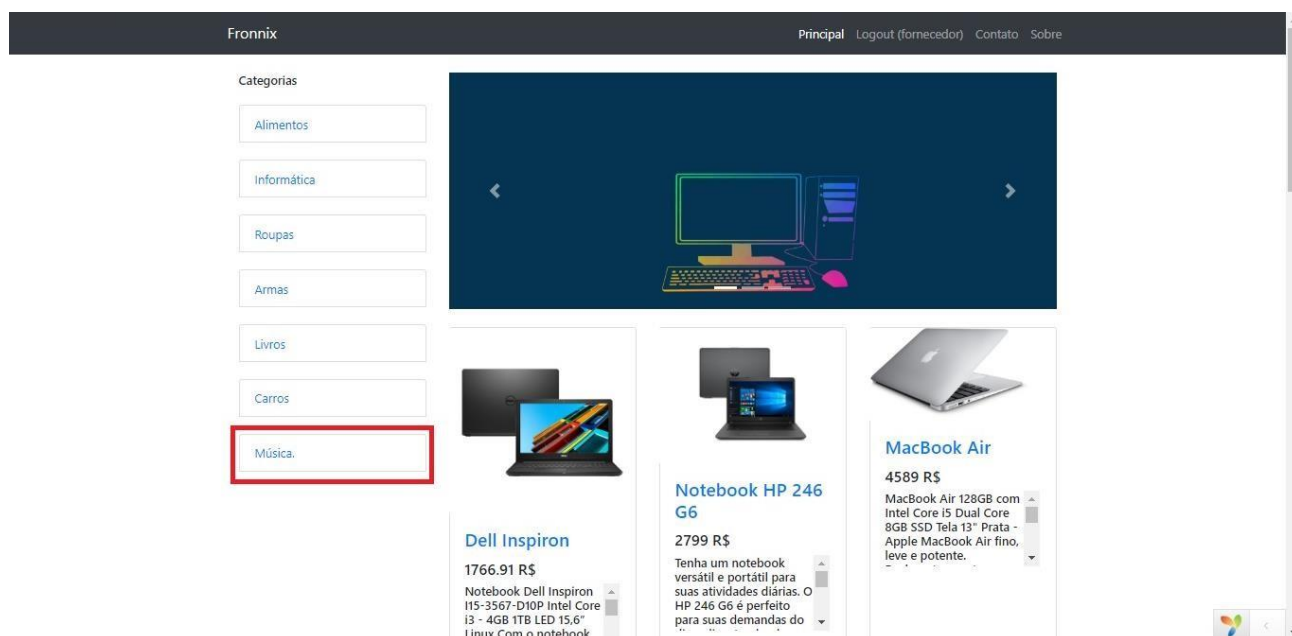 Fronnix
Principal Logout (fornecedor) Contato Sobre
Categorias
Alimentos
Informática
Roupas
Armas
Livros
Carros
Música.
Dell Inspiron
1766.91 R$
Notebook Dell Inspiron
I15-3567-D10P Intel Core
i3 - 4GB 1TB LED 15,6"
Linux Com o notebook
Notebook HP 246
G6
2799 R$
Tenha um notebook
versátil e portátil para
suas atividades diárias. O
HP 246 G6 é perfeito
para suas demandas do
MacBook Air
4589 R$
MacBook Air 128GB com
Intel Core i5 Dual Core
8GB SSD Tela 13" Prata -
Apple MacBook Air fino,
leve e potente.